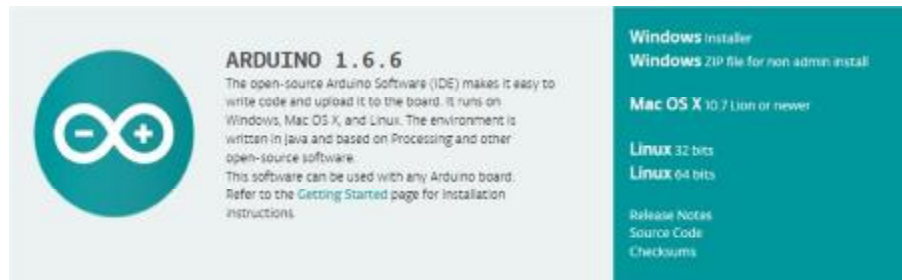 ARDUINO 1.6.6
The open-source Arduino Software (IDE) makes it easy to
write code and upload it to the board. It runs on
Windows, Mac OS X, and Linux. The environment is
written in Java and based on Processing and other
open-source software.
This software can be used with any Arduino board.
Refer to the Getting Started page for Installation
instructions.
Windows Installer
Windows ZIP file for non admin install
Mac OS X 10.7 Lion or newer
Linux 32 bits
Linux 64 bits
Release Notes
Source Code
Checksums